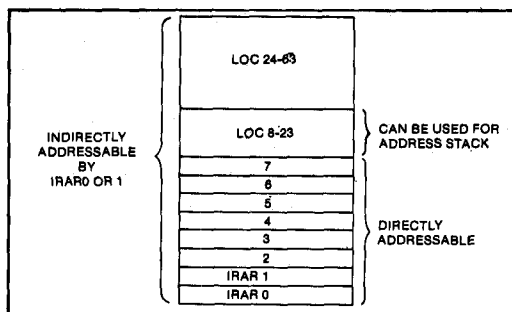 LOC 24-63
LOC 8-23
CAN BE USED FOR
ADDRESS STACK
INDIRECTLY
ADDRESSABLE
BY
IRAR0 OR 1
7
6
5
4
3
2
IRAR 1
IRAR 0
DIRECTLY
ADDRESSABLE